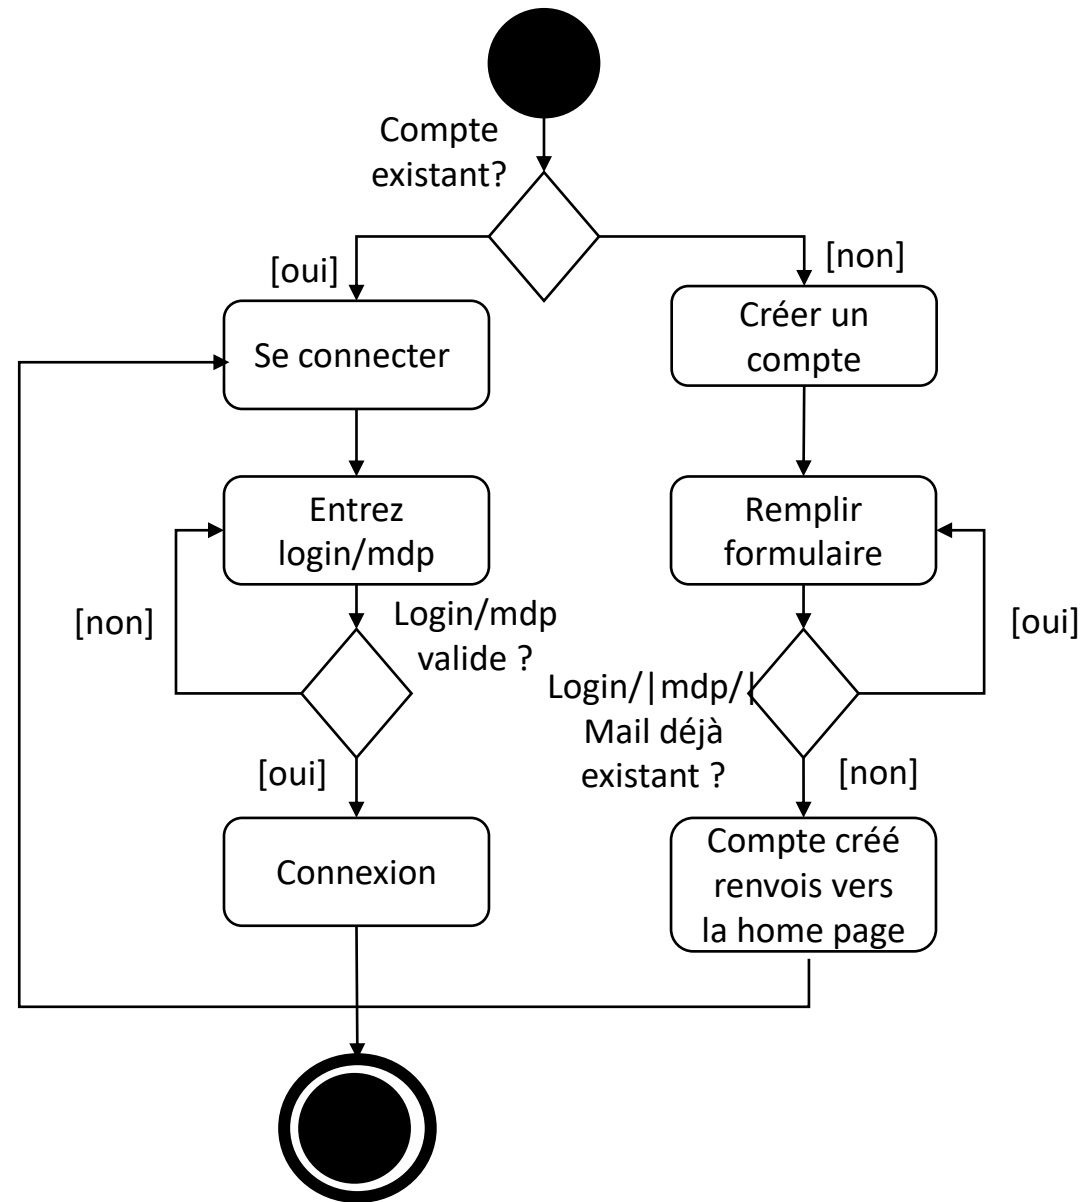 Compte
existant?
[oui]
[non]
Se connecter
Créer un
compte
Entrez
login/mdp
Remplir
formulaire
[non]
Login/mdp
valide ?
[oui]
Login/|mdp/|
Mail déjà
existant ?
[oui]
[non]
Connexion
Compte créé
renvois vers
la home page